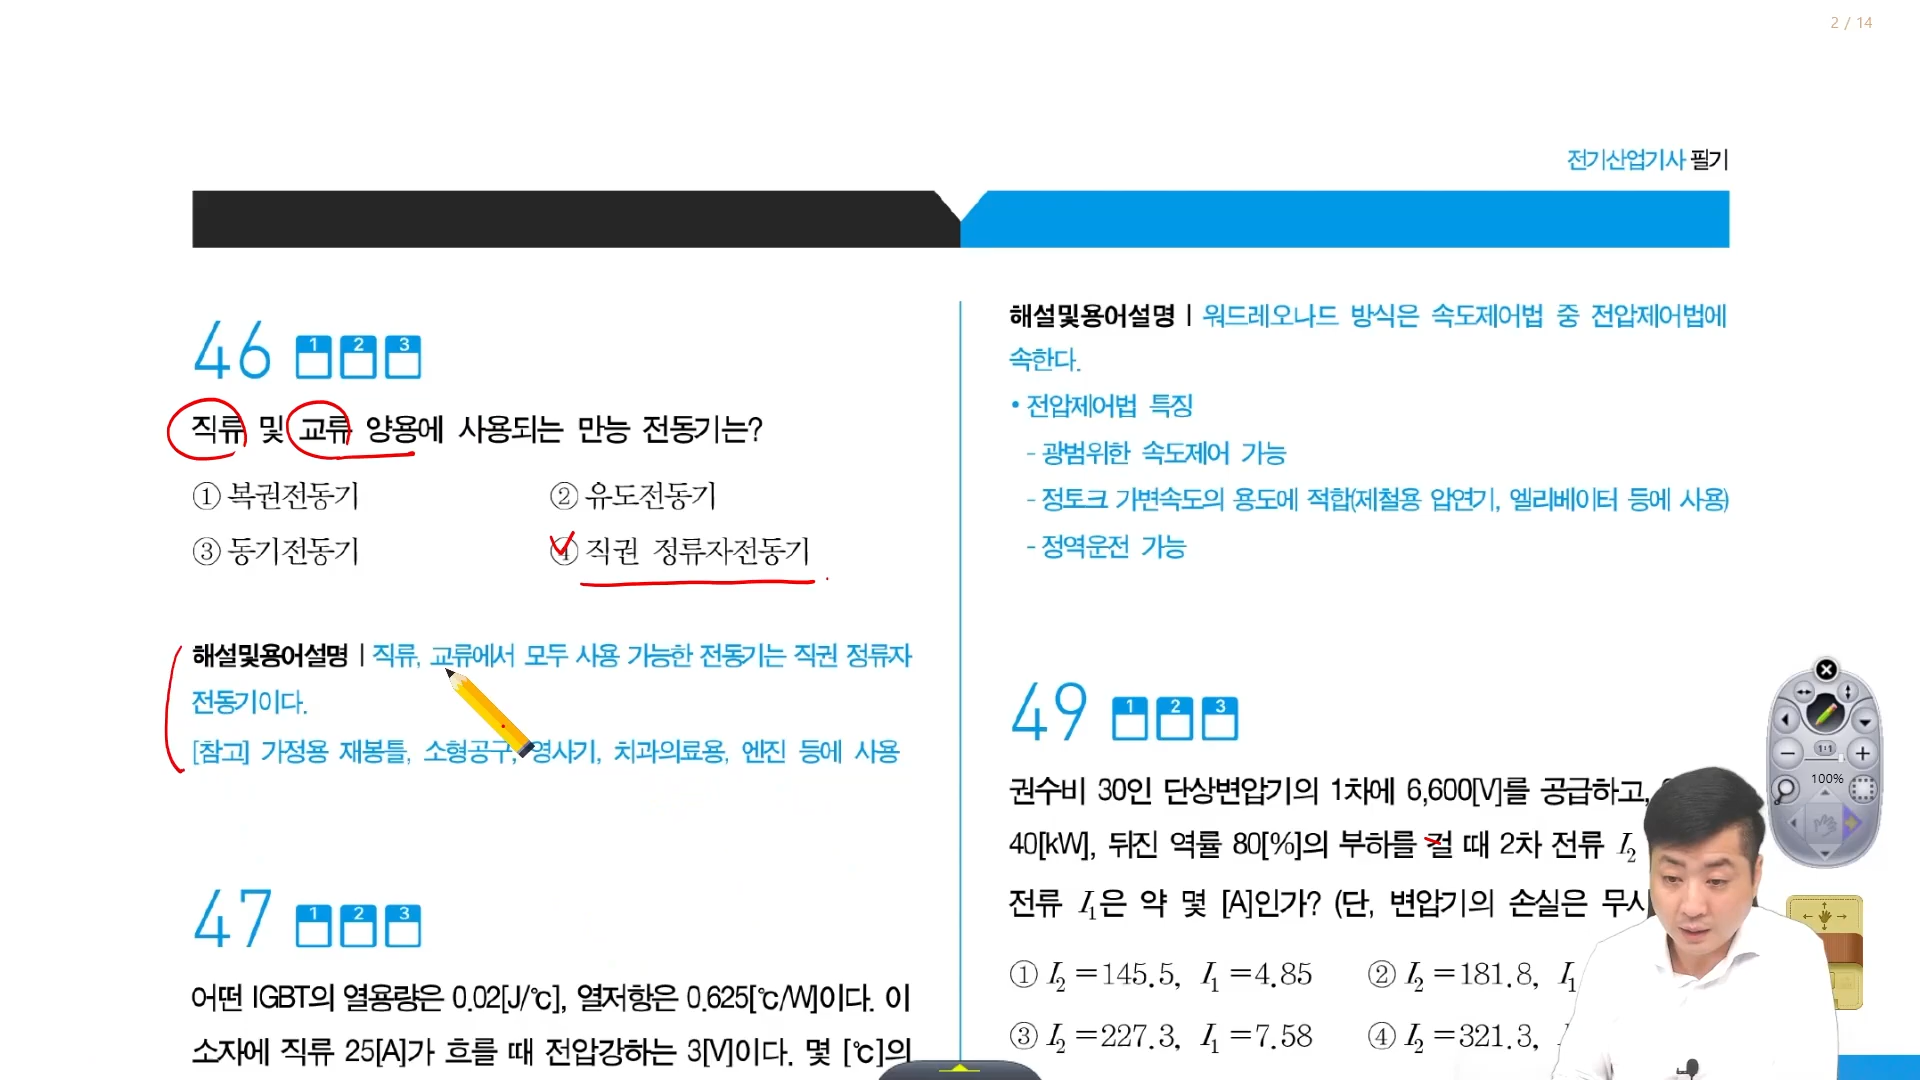 2 / 14
전기산업기사 필기
46 1 2 3
직류 및 교류 양용에 사용되는 만능 전동기는?
① 복권전동기 ② 유도전동기
③ 동기전동기 ④ 직권 정류자전동기
해설및용어설명 | 직류, 교류에서 모두 사용 가능한 전동기는 직권 정류자
전동기이다.
[참고] 가정용 재봉틀, 소형공구, 영사기, 치과의료용, 엔진 등에 사용
47 1 2 3
어떤 IGBT의 열용량은 0.02[J/℃], 열저항은 0.625[℃/W]이다. 이
소자에 직류 25[A]가 흐를 때 전압강하는 3[V]이다. 몇 [℃]의
해설및용어설명 | 워드레오나드 방식은 속도제어법 중 전압제어법에
속한다.
• 전압제어법 특징
- 광범위한 속도제어 가능
- 정토크 가변속도의 용도에 적합(제철용 압연기, 엘리베이터 등에 사용)
- 정역운전 가능
49 1 2 3
권수비 30인 단상변압기의 1차에 6,600[V]를 공급하고,
40[kW], 뒤진 역률 80[%]의 부하를 걸 때 2차 전류 I₂
전류 I₁은 약 몇 [A]인가? (단, 변압기의 손실은 무시
① I₂ =145.5, I₁ =4.85 ② I₂ =181.8, I₁
③ I₂ =227.3, I₁ =7.58 ④ I₂ =321.3,
1:1
100%